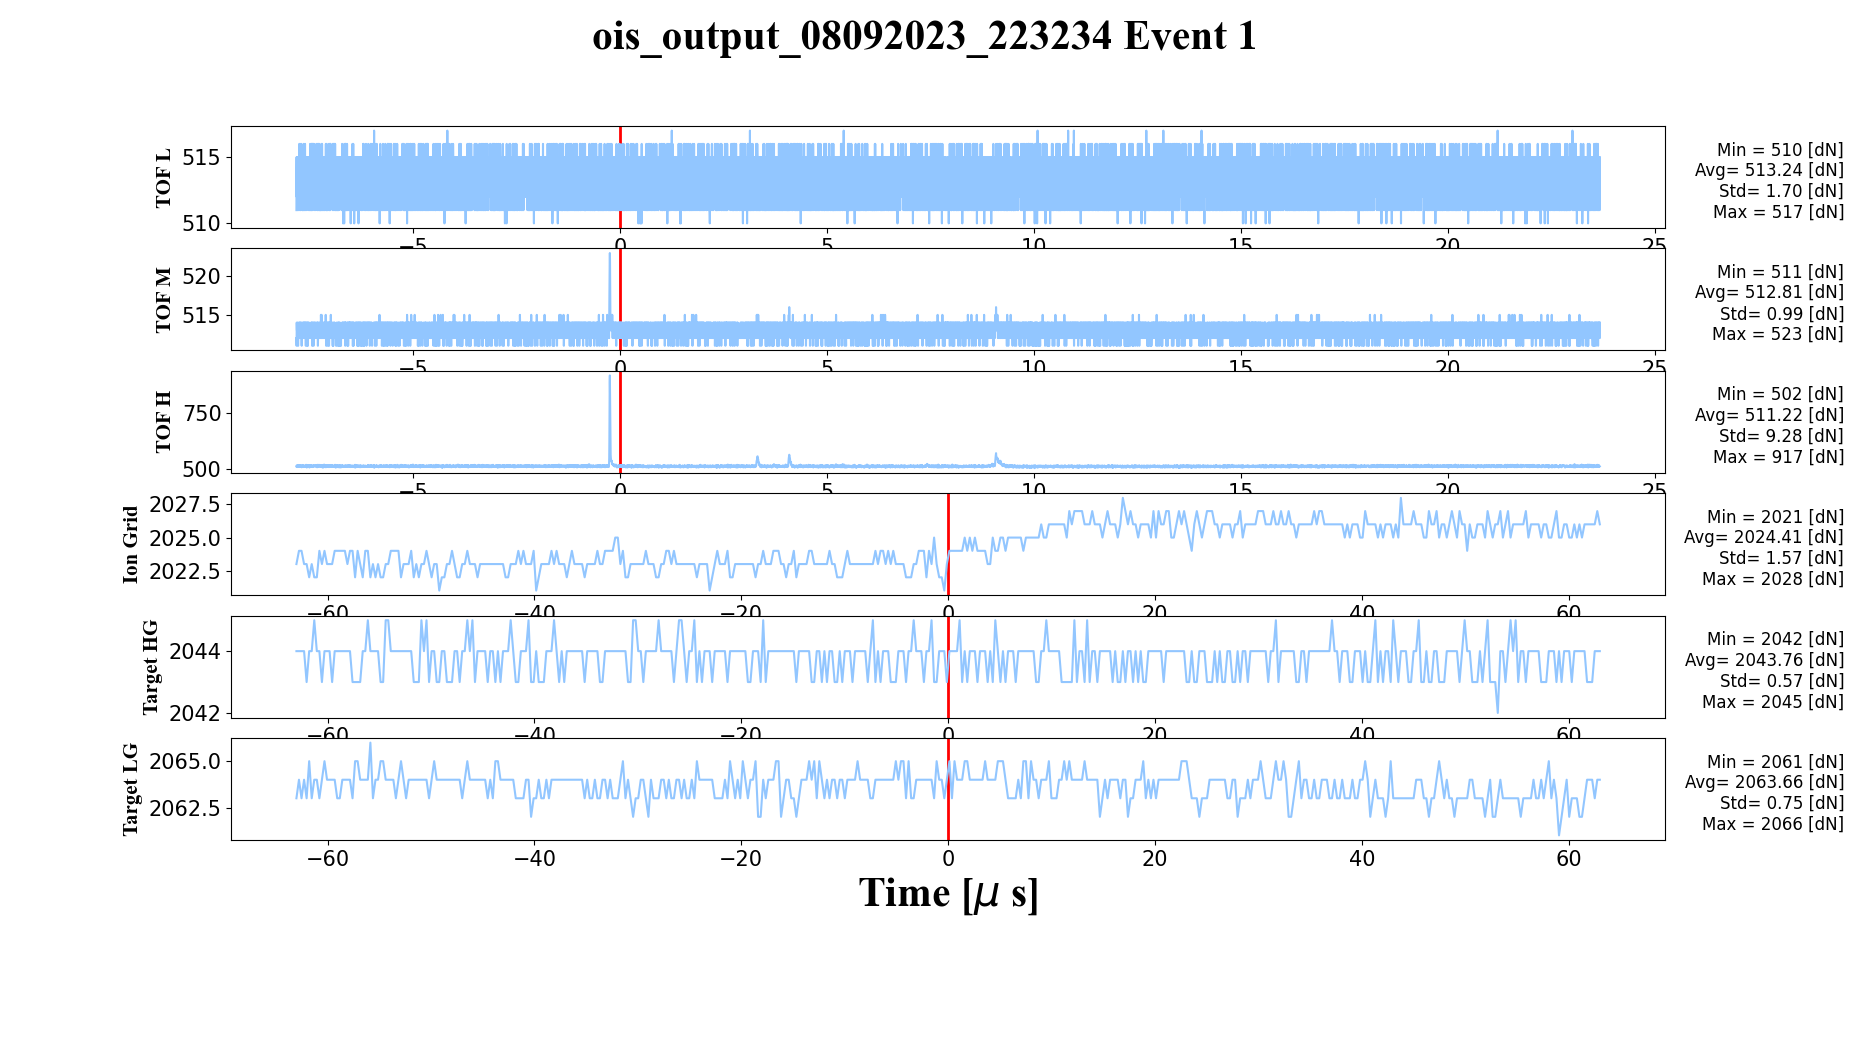 ois_output_08092023_223234 Event 1
TOF L
515
510
−5 0 5 10 15 20 25
Min = 510 [dN]
Avg= 513.24 [dN]
Std= 1.70 [dN]
Max = 517 [dN]
TOF M
520
515
−5 0 5 10 15 20 25
Min = 511 [dN]
Avg= 512.81 [dN]
Std= 0.99 [dN]
Max = 523 [dN]
TOF H
750
500
−5 0 5 10 15 20 25
Min = 502 [dN]
Avg= 511.22 [dN]
Std= 9.28 [dN]
Max = 917 [dN]
Ion Grid
2027.5
2025.0
2022.5
−60 −40 −20 0 20 40 60
Min = 2021 [dN]
Avg= 2024.41 [dN]
Std= 1.57 [dN]
Max = 2028 [dN]
Target HG
2044
2042
−60 −40 −20 0 20 40 60
Min = 2042 [dN]
Avg= 2043.76 [dN]
Std= 0.57 [dN]
Max = 2045 [dN]
Target LG
2065.0
2062.5
−60 −40 −20 0 20 40 60
Min = 2061 [dN]
Avg= 2063.66 [dN]
Std= 0.75 [dN]
Max = 2066 [dN]
Time [μ s]